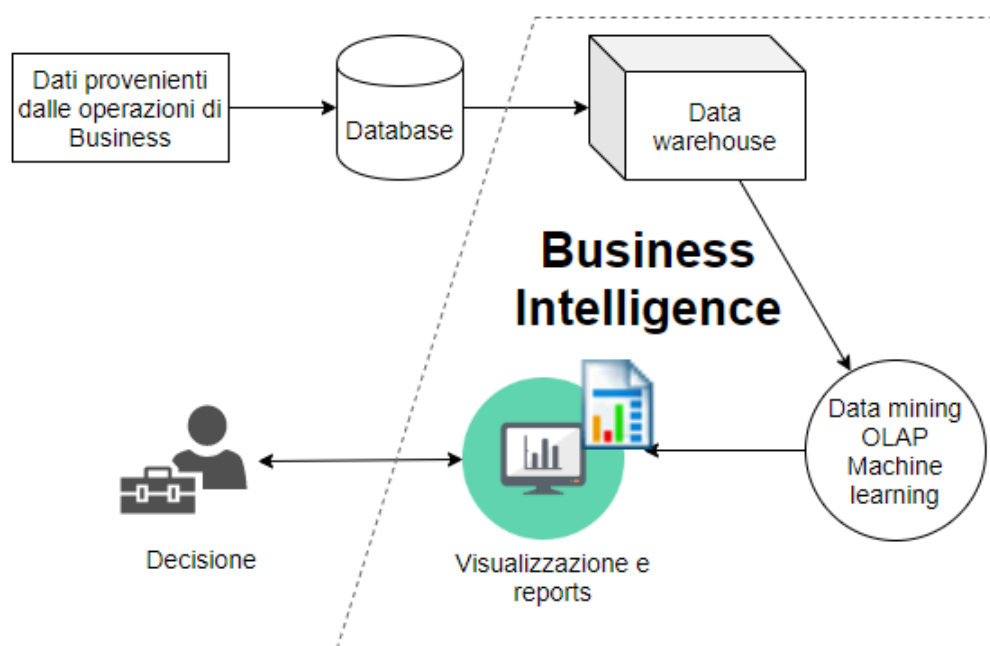 Dati provenienti
dalle operazioni di
Business
Database
Data
warehouse
Business
Intelligence
Data mining
OLAP
Machine
learning
Decisione
Visualizzazione e
reports